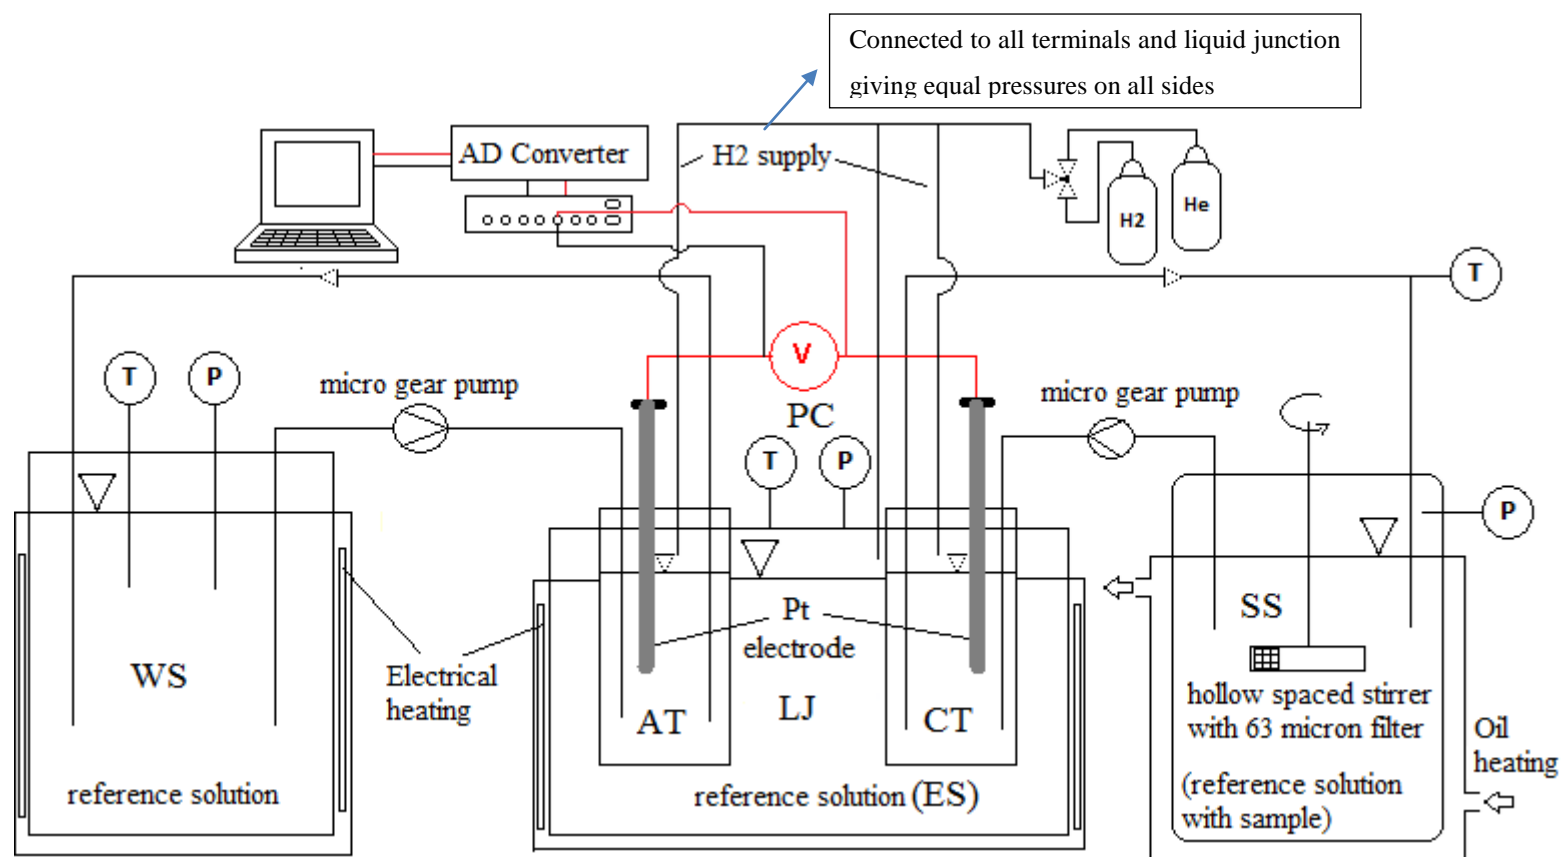 Connected to all terminals and liquid junction
giving equal pressures on all sides
AD Converter
H2 supply
H2
He
T
V
T
P
micro gear pump
PC
micro gear pump
T
P
P
WS
Electrical
heating
Pt
electrode
AT
LJ
CT
SS
hollow spaced stirrer
with 63 micron filter
Oil
heating
reference solution
reference solution (ES)
(reference solution
with sample)